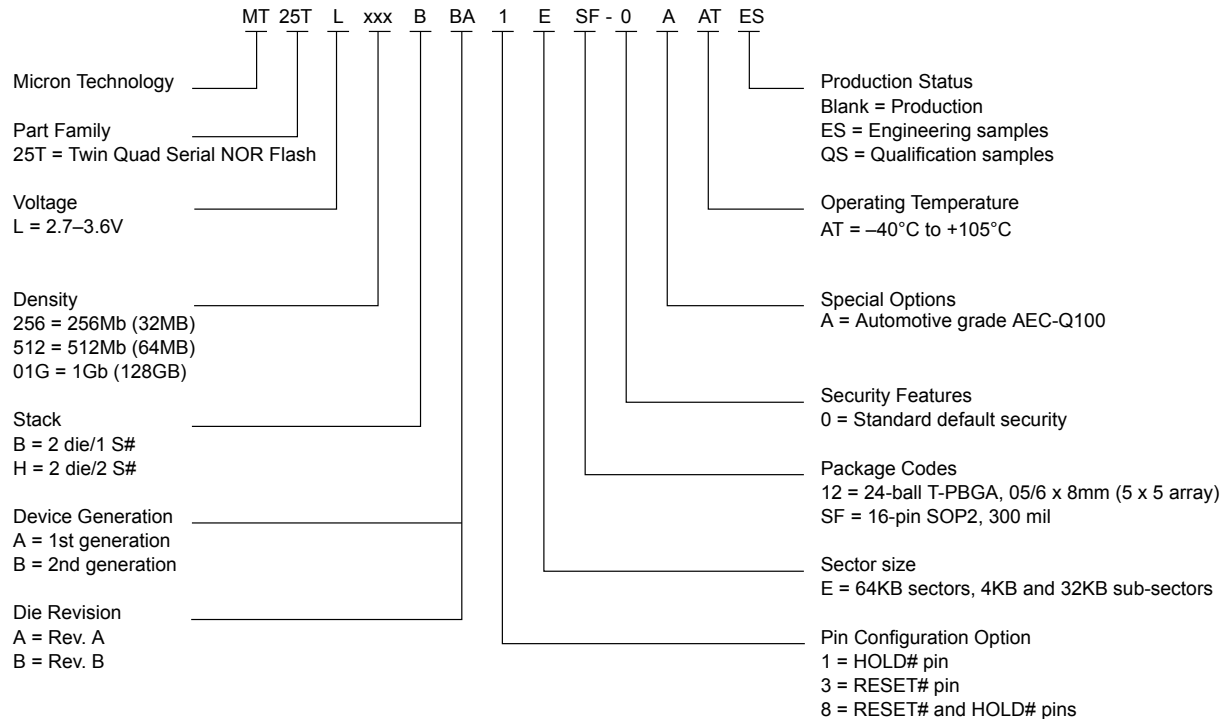 MT 25T L xxx B BA 1 E SF - 0 A AT ES
Micron Technology
Part Family
25T = Twin Quad Serial NOR Flash
Voltage
L = 2.7–3.6V
Density
256 = 256Mb (32MB)
512 = 512Mb (64MB)
01G = 1Gb (128GB)
Stack
B = 2 die/1 S#
H = 2 die/2 S#
Device Generation
A = 1st generation
B = 2nd generation
Die Revision
A = Rev. A
B = Rev. B
Production Status
Blank = Production
ES = Engineering samples
QS = Qualification samples
Operating Temperature
AT = –40°C to +105°C
Special Options
A = Automotive grade AEC-Q100
Security Features
0 = Standard default security
Package Codes
12 = 24-ball T-PBGA, 05/6 x 8mm (5 x 5 array)
SF = 16-pin SOP2, 300 mil
Sector size
E = 64KB sectors, 4KB and 32KB sub-sectors
Pin Configuration Option
1 = HOLD# pin
3 = RESET# pin
8 = RESET# and HOLD# pins